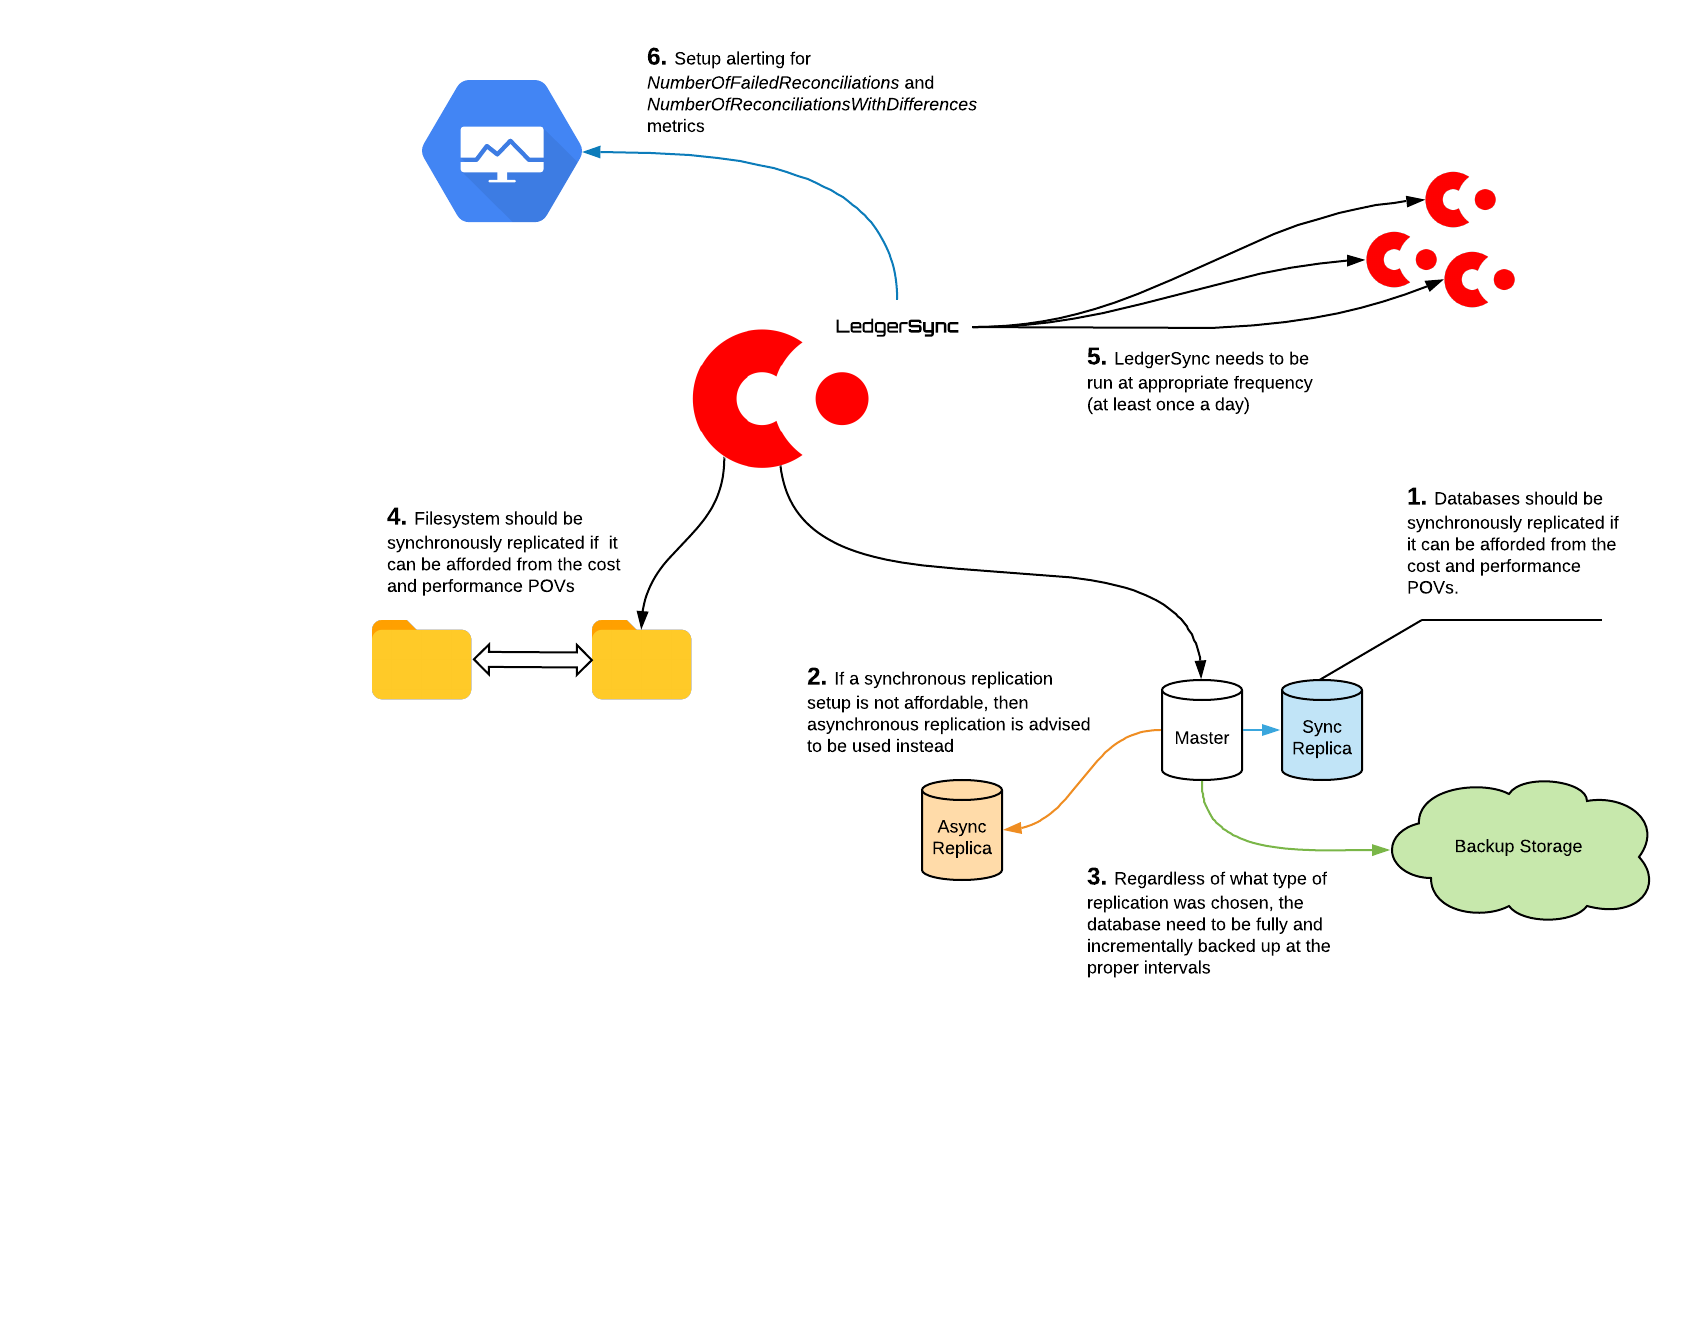 6. Setup alerting for
NumberOfFailedReconciliations and
NumberOfReconciliationsWithDifferences
metrics
LedgerSync
5. LedgerSync needs to be
run at appropriate frequency
(at least once a day)
4. Filesystem should be
synchronously replicated if  it
can be afforded from the cost
and performance POVs
1. Databases should be
synchronously replicated if
it can be afforded from the
cost and performance
POVs.
2. If a synchronous replication
setup is not affordable, then
asynchronous replication is advised
to be used instead
Master
Sync
Replica
Async
Replica
Backup Storage
3. Regardless of what type of
replication was chosen, the
database need to be fully and
incrementally backed up at the
proper intervals